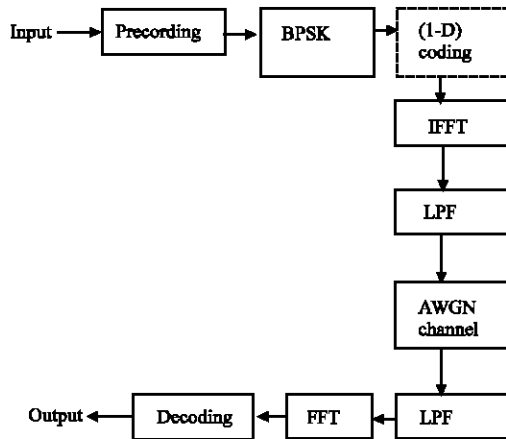 Input
Precording
BPSK
(1-D)
coding
IFFT
LPF
AWGN
channel
LPF
FFT
Decoding
Output